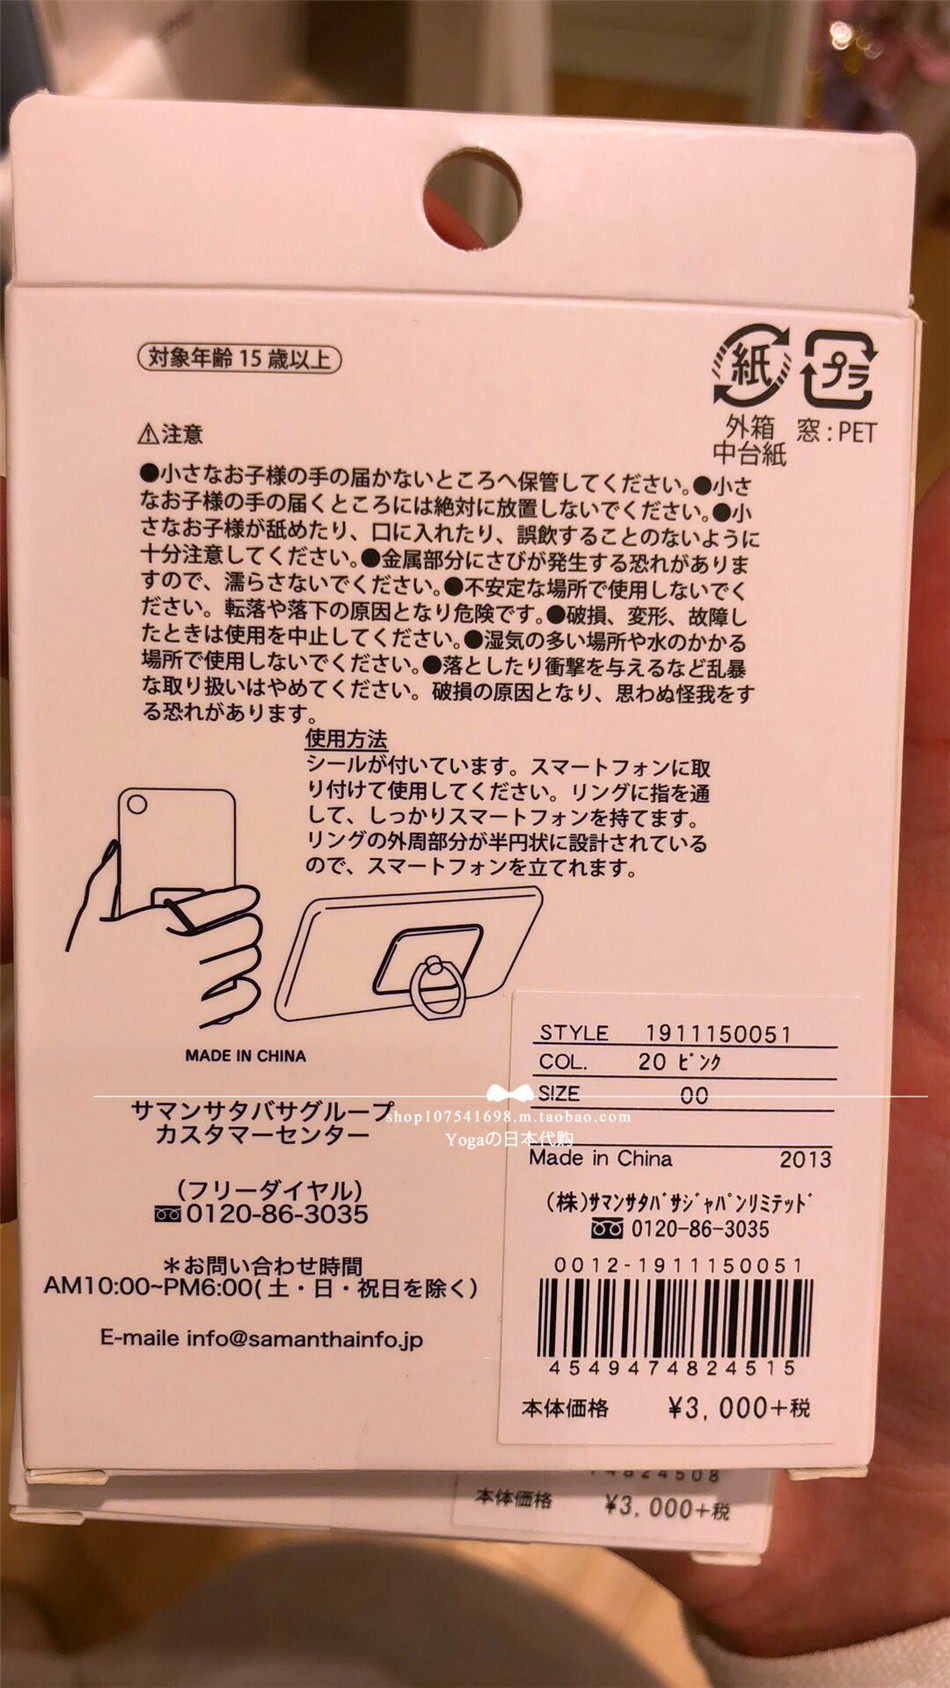 対象年齢15歳以上
紙
プラ
外箱
中台紙
窓:PET
⚠注意
●小さなお子様の手の届かないところへ保管してください。●小さ
なお子様の手の届くところには絶対に放置しないでください。●小
さなお子様が舐めたり、口に入れたり、誤飲することのないように
十分注意してください。●金属部分にさびが発生する恐れがありま
すので、濡らさないでください。●不安定な場所で使用しないでく
ださい。転落や落下の原因となり危険です。●破損、変形、故障し
たときは使用を中止してください。●湿気の多い場所や水のかかる
場所で使用しないでください。●落としたり衝撃を与えるなど乱暴
な取り扱いはやめてください。破損の原因となり、思わぬ怪我をす
る恐れがあります。
使用方法
シールが付いています。スマートフォンに取
り付けて使用してください。リングに指を通
して、しっかりスマートフォンを持てます。
リングの外周部分が半円状に設計されている
ので、スマートフォンを立てれます。
MADE IN CHINA
サマンサタバサグループ
カスタマーセンター
(フリーダイヤル)
0120-86-3035
*お問い合わせ時間
AM10:00~PM6:00(土・日・祝日を除く)
E-maile info@samanthainfo.jp
STYLE 1911150051
COL. 20 ピンク
SIZE 00
shop107541698.m.taobao.com
Yogaの日本代购
Made in China 2013
(株)サマンサタバサジャパンリミテッド
0120-86-3035
0012-1911150051
4549474824515
本体価格 ¥3,000+税
74824508
本体価格 ¥3,000+税